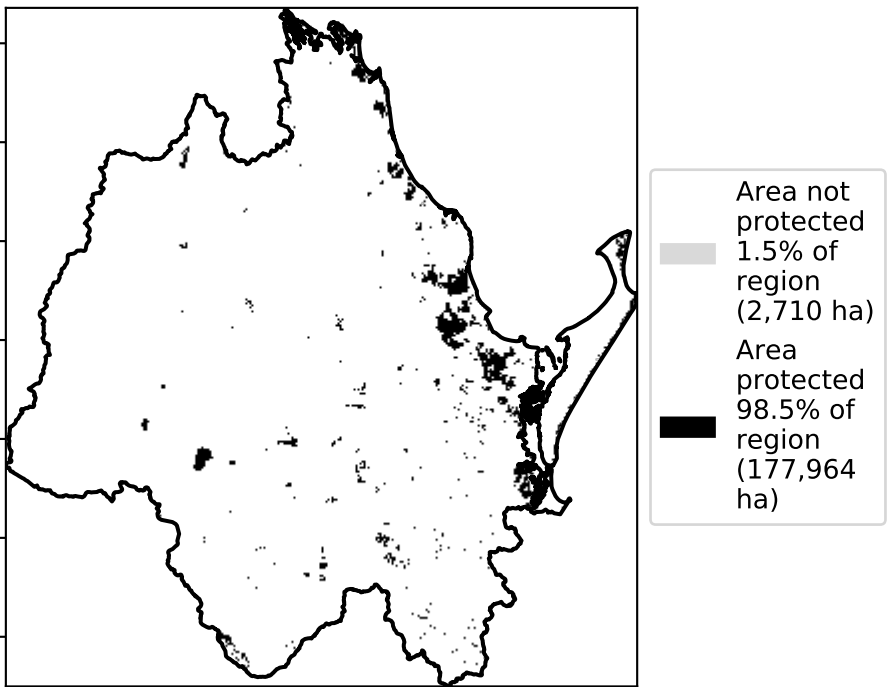 Area not
protected
1.5% of
region
(2,710 ha)
Area
protected
98.5% of
region
(177,964
ha)